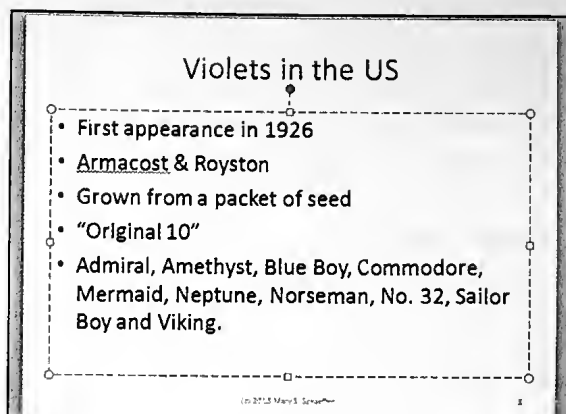 Violets in the US
• First appearance in 1926
• Armacost & Royston
• Grown from a packet of seed
• “Original 10”
• Admiral, Amethyst, Blue Boy, Commodore,
Mermaid, Neptune, Norseman, No. 32, Sailor
Boy and Viking.